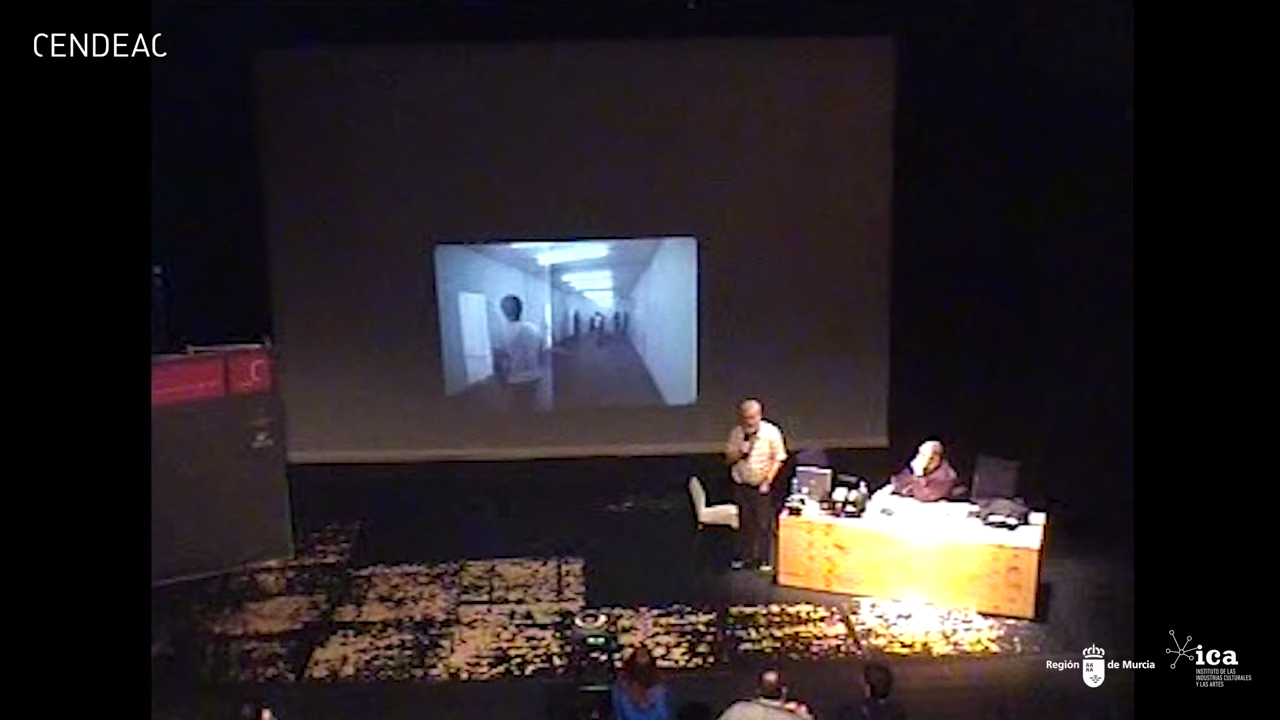 CENDEAC
Región de Murcia
ica
INSTITUTO DE LAS
INDUSTRIAS CULTURALES
Y LAS ARTES